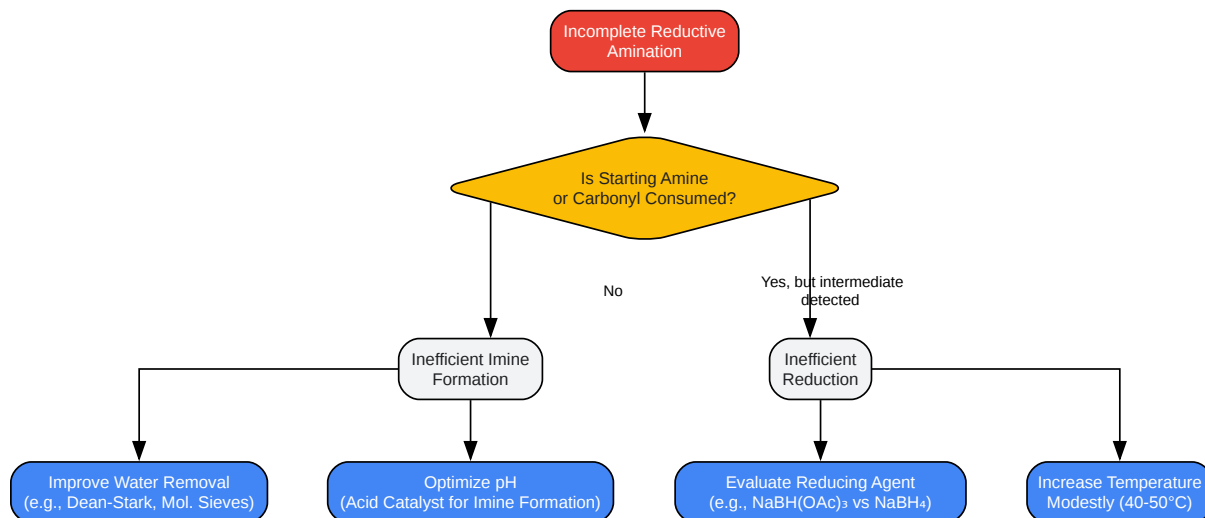 Incomplete Reductive
Amination
Is Starting Amine
or Carbonyl Consumed?
No
Yes, but intermediate
detected
Inefficient Imine
Formation
Inefficient
Reduction
Improve Water Removal
(e.g., Dean-Stark, Mol. Sieves)
Optimize pH
(Acid Catalyst for Imine Formation)
Evaluate Reducing Agent
(e.g., NaBH(OAc)₃ vs NaBH₄)
Increase Temperature
Modestly (40-50°C)